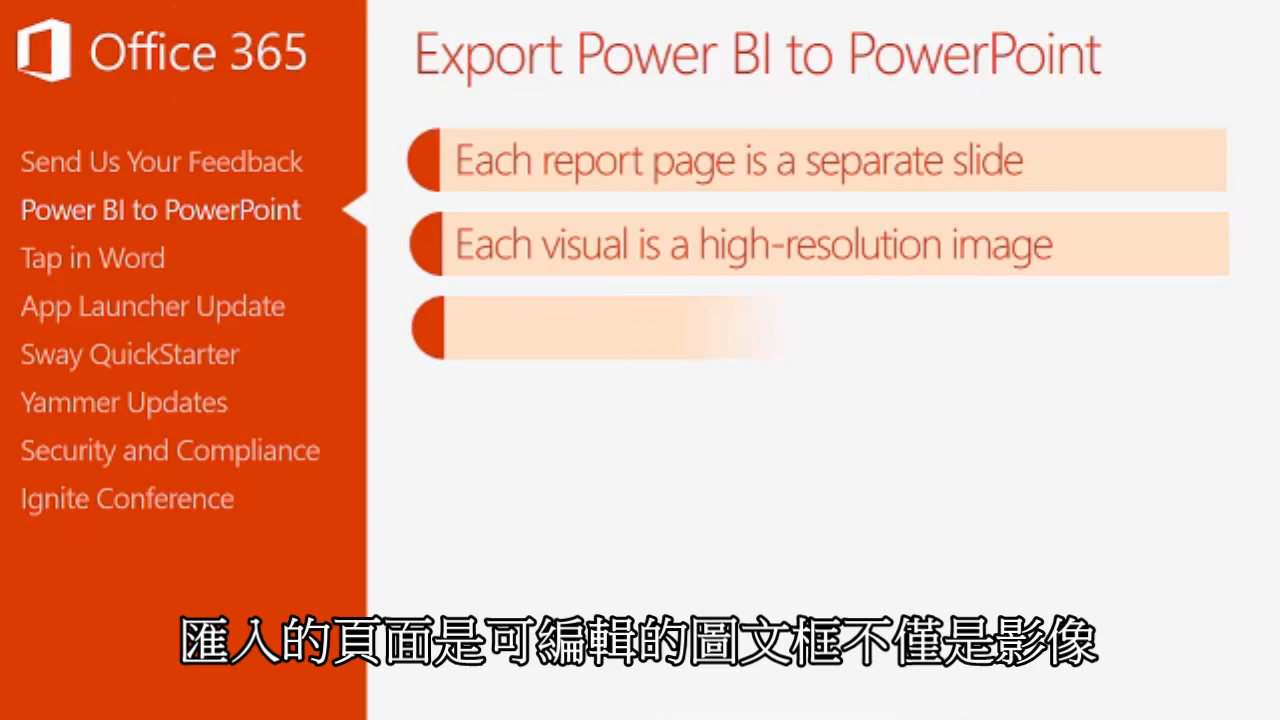 Office 365
Send Us Your Feedback
Power BI to PowerPoint
Tap in Word
App Launcher Update
Sway QuickStarter
Yammer Updates
Security and Compliance
Ignite Conference
Export Power BI to PowerPoint
Each report page is a separate slide
Each visual is a high-resolution image
匯入的頁面是可編輯的圖文框不僅是影像